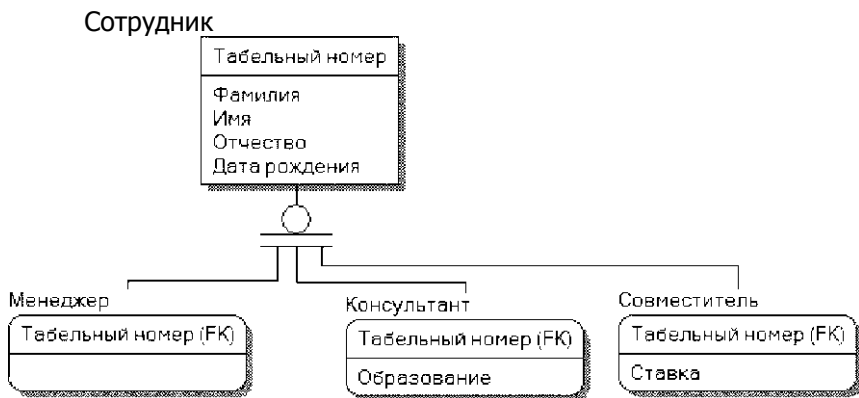 Сотрудник
Табельный номер
Фамилия
Имя
Отчество
Дата рождения
Менеджер
Табельный номер (FK)
Консультант
Табельный номер (FK)
Образование
Совместитель
Табельный номер (FK)
Ставка